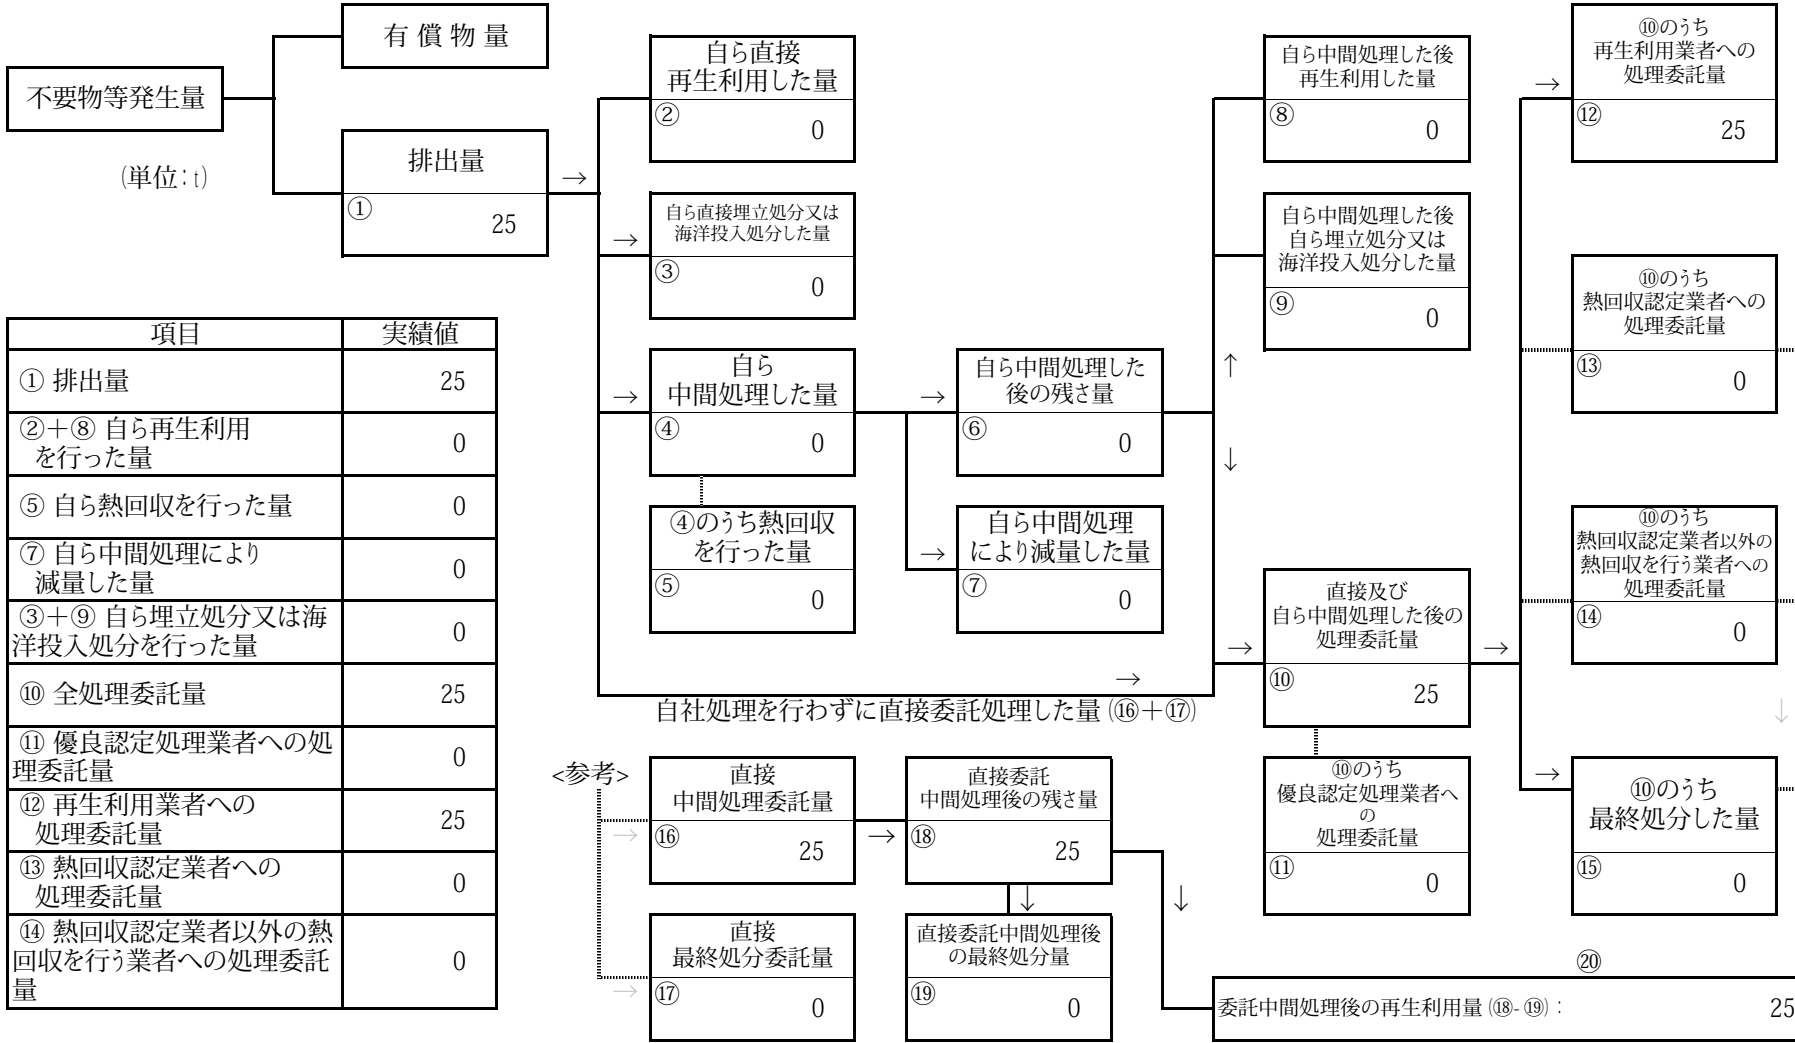 有償物量
不要物等発生量
(単位：t)
排出量
①
25
→
自ら直接
再生利用した量
②
0
→
自ら直接埋立処分又は
海洋投入処分した量
③
0
→
自ら
中間処理した量
④
0
④のうち熱回収
を行った量
⑤
0
→
自ら中間処理した
後の残さ量
⑥
0
→
自ら中間処理
により減量した量
⑦
0
自ら中間処理した後
再生利用した量
⑧
0
自ら中間処理した後
自ら埋立処分又は
海洋投入処分した量
⑨
0
↑
↓
→
自社処理を行わずに直接委託処理した量(⑯＋⑰)
→
直接及び
自ら中間処理した後の
処理委託量
⑩
25
⑩のうち
優良認定処理業者へ
の
処理委託量
⑪
0
→
→
⑩のうち
再生利用業者への
処理委託量
⑫
25
⑩のうち
熱回収認定業者への
処理委託量
⑬
0
⑩のうち
熱回収認定業者以外の
熱回収を行う業者への
処理委託量
⑭
0
↓
→
⑩のうち
最終処分した量
⑮
0
項目 実績値
① 排出量 25
②＋⑧ 自ら再生利用
を行った量 0
⑤ 自ら熱回収を行った量 0
⑦ 自ら中間処理により
減量した量 0
③＋⑨ 自ら埋立処分又は海
洋投入処分を行った量 0
⑩ 全処理委託量 25
⑪ 優良認定処理業者への処
理委託量 0
⑫ 再生利用業者への
処理委託量 25
⑬ 熱回収認定業者への
処理委託量 0
⑭ 熱回収認定業者以外の熱
回収を行う業者への処理委託
量 0
<参考>
→
直接
中間処理委託量
⑯
25
→
直接
最終処分委託量
⑰
0
→
直接委託
中間処理後の残さ量
⑱
25
↓
直接委託中間処理後
の最終処分量
⑲
0
↓
⑳
委託中間処理後の再生利用量(⑱-⑲)： 25